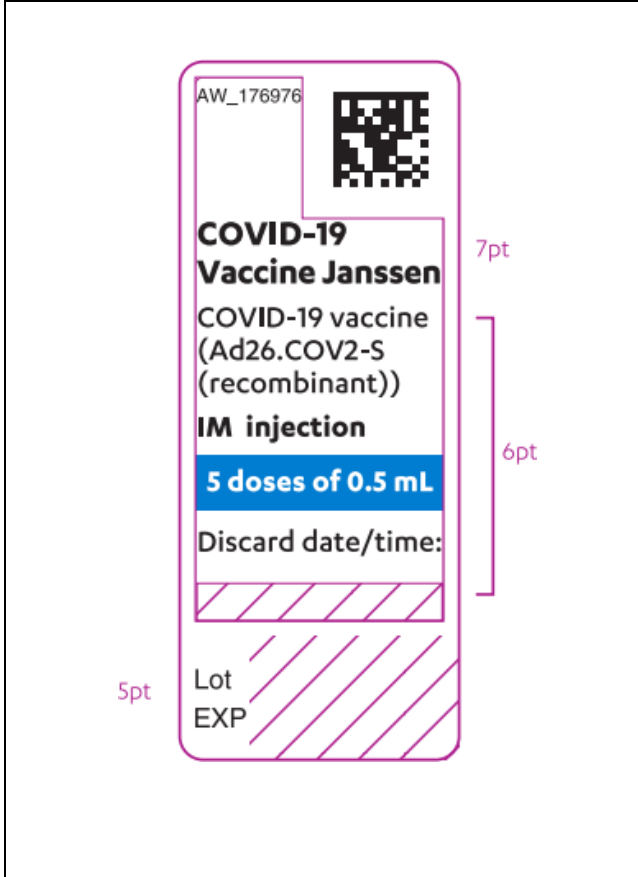 AW_176976
COVID-19
Vaccine Janssen
7pt
COVID-19 vaccine
(Ad26.COV2-S
(recombinant))
IM injection
6pt
5 doses of 0.5 mL
Discard date/time:
5pt
Lot
EXP